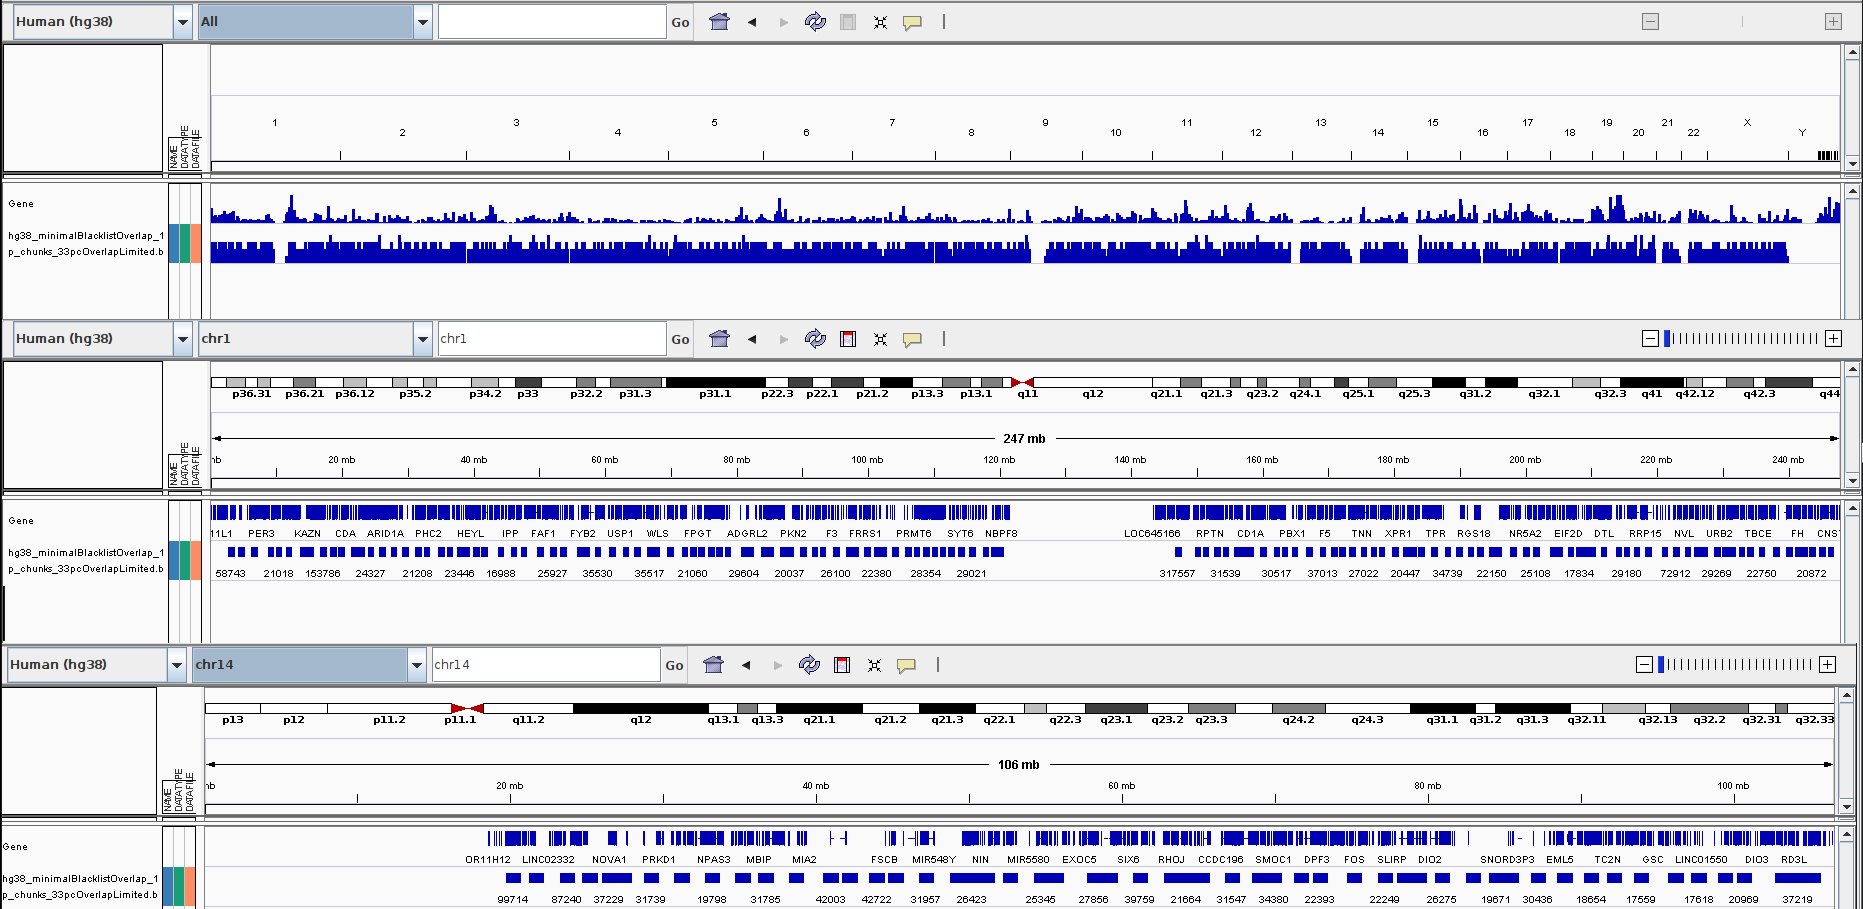 Human (hg38) All Go
1 2 3 4 5 6 7 8 9 10 11 12 13 14 15 16 17 18 19 20 21 22 X Y
NAME
DATA TYPE
DATA FILE
Gene
hg38_minimalBlacklistOverlap_1
p_chunks_33pcOverlapLimited.b
Human (hg38) chr1 chr1 Go
p36.31 p36.21 p36.12 p35.2 p34.2 p33 p32.2 p31.3 p31.1 p22.3 p22.1 p21.2 p13.3 p13.1 q11 q12 q21.1 q21.3 q23.2 q24.1 q25.1 q25.3 q31.2 q32.1 q32.3 q41 q42.12 q42.3 q44
247 mb
mb 20 mb 40 mb 60 mb 80 mb 100 mb 120 mb 140 mb 160 mb 180 mb 200 mb 220 mb 240 mb
NAME
DATA TYPE
DATA FILE
Gene
11L1 PER3 KAZN CDA ARID1A PHC2 HEYL IPP FAF1 FYB2 USP1 WLS FPGT ADGRL2 PKN2 F3 FRRS1 PRMT6 SYT6 NBPF8 LOC645166 RPTN CD1A PBX1 F5 TNN XPR1 TPR RGS18 NR5A2 EIF2D DTL RRP15 NVL URB2 TBCE FH CNST
hg38_minimalBlacklistOverlap_1
p_chunks_33pcOverlapLimited.b
58743 21018 153786 24327 21208 23446 16988 25927 35530 35517 21060 29604 20037 26100 22380 28354 29021 317557 31539 30517 37013 27022 20447 34739 22150 25108 17834 29180 72912 29269 22750 20872
Human (hg38) chr14 chr14 Go
p13 p12 p11.2 p11.1 q11.2 q12 q13.1 q13.3 q21.1 q21.2 q21.3 q22.1 q22.3 q23.1 q23.2 q23.3 q24.2 q24.3 q31.1 q31.2 q31.3 q32.11 q32.13 q32.2 q32.31 q32.33
106 mb
mb 20 mb 40 mb 60 mb 80 mb 100 mb
NAME
DATA TYPE
DATA FILE
Gene
OR11H12 LINC02332 NOVA1 PRKD1 NPAS3 MBIP MIA2 FSCB MIR548Y NIN MIR5580 EXOC5 SIX6 RHOJ CCDC196 SMOC1 DPF3 FOS SLIRP DIO2 SNORD3P3 EML5 TC2N GSC LINC01550 DIO3 RD3L
hg38_minimalBlacklistOverlap_1
p_chunks_33pcOverlapLimited.b
99714 87240 37229 31739 19798 31785 42003 42722 31957 26423 25345 27856 39759 21664 31547 34380 22393 22249 26275 19671 30436 18654 17559 17618 20969 37219